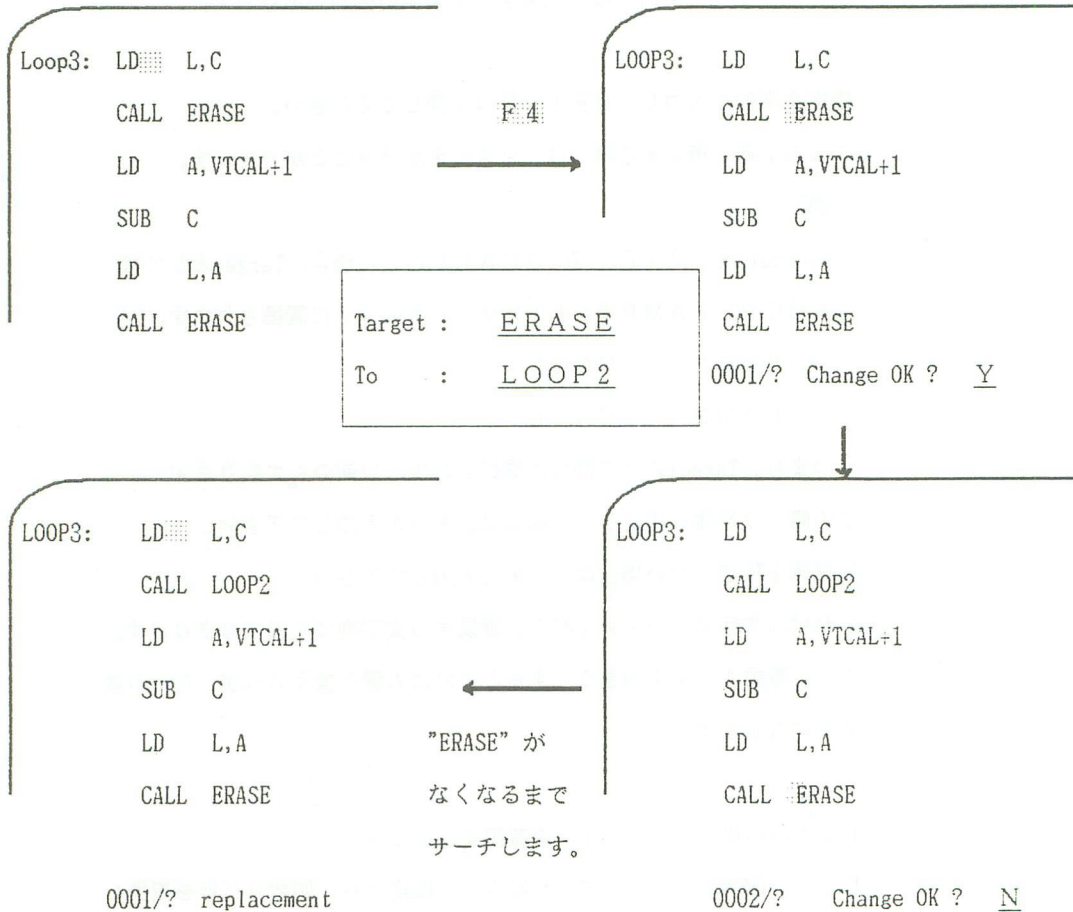 Loop3: LD L,C
CALL ERASE
LD A,VTCAL+1
SUB C
LD L,A
CALL ERASE
F4
LOOP3: LD L,C
CALL ERASE
LD A,VTCAL+1
SUB C
LD L,A
CALL ERASE
Target : ERASE
To : LOOP2
0001/? Change OK ? Y
LOOP3: LD L,C
CALL LOOP2
LD A,VTCAL+1
SUB C
LD L,A
CALL ERASE
0002/? Change OK ? N
"ERASE" が
なくなるまで
サーチします。
LOOP3: LD L,C
CALL LOOP2
LD A,VTCAL+1
SUB C
LD L,A
CALL ERASE
0001/? replacement